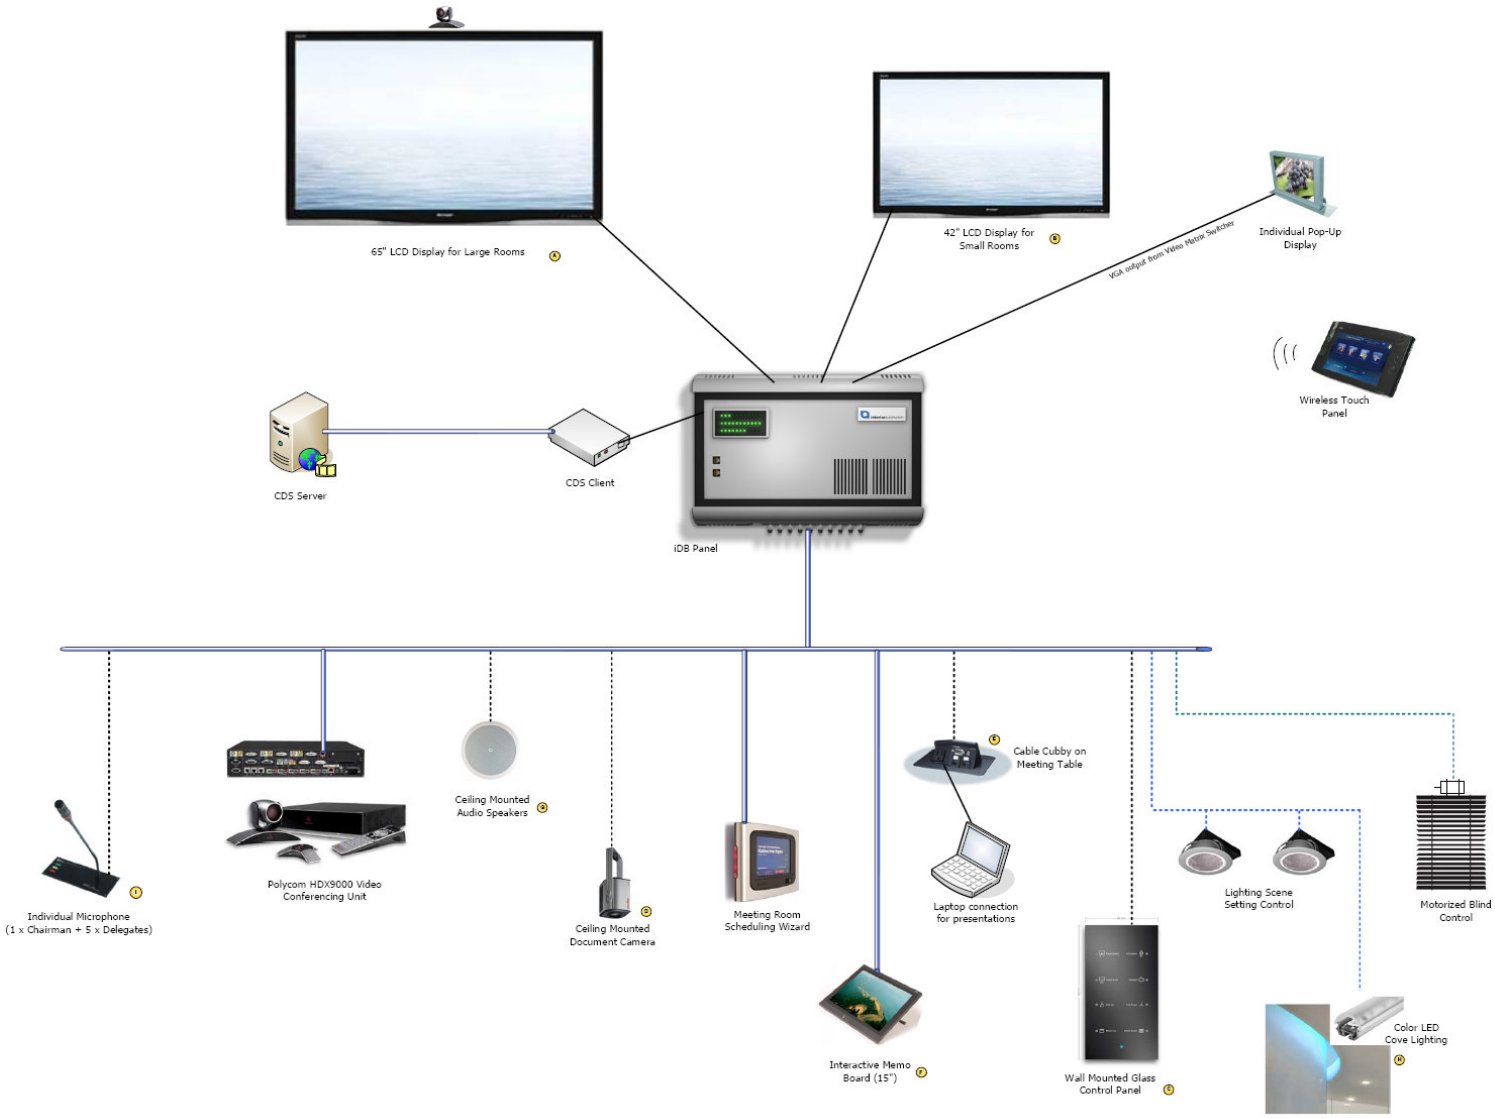 65" LCD Display for Large Rooms
A
42" LCD Display for
Small Rooms
B
VGA output from Video Matrix Switcher
Individual Pop-Up
Display
Wireless Touch
Panel
CDS Server
CDS Client
iDB Panel
Individual Microphone
(1 x Chairman + 5 x Delegates)
I
Polycom HDX9000 Video
Conferencing Unit
Ceiling Mounted
Audio Speakers
G
Ceiling Mounted
Document Camera
D
Meeting Room
Scheduling Wizard
Interactive Memo
Board (15")
F
E
Cable Cubby on
Meeting Table
Laptop connection
for presentations
Wall Mounted Glass
Control Panel
C
Lighting Scene
Setting Control
Motorized Blind
Control
Color LED
Cove Lighting
H